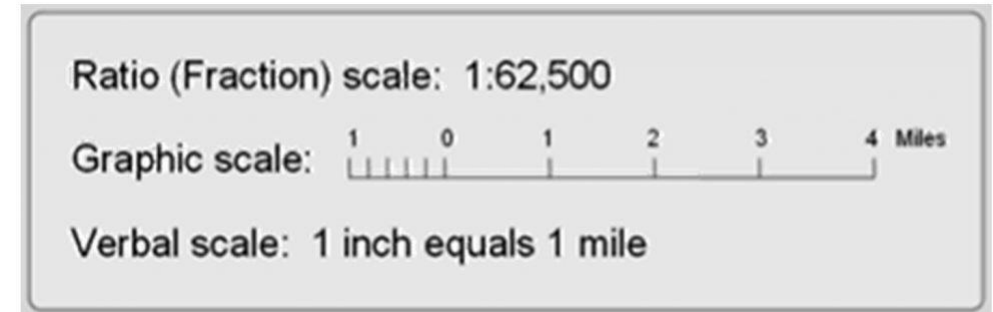 Ratio (Fraction) scale: 1:62,500
1 0 1 2 3 4 Miles
Graphic scale:
Verbal scale: 1 inch equals 1 mile